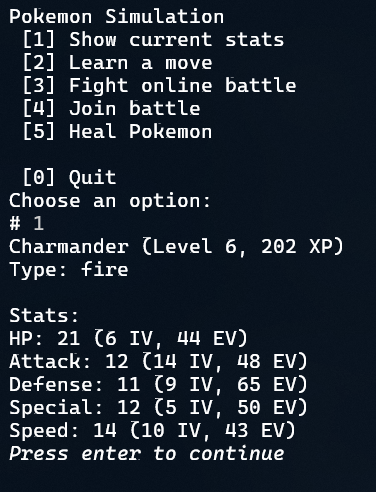 Pokemon Simulation
[1] Show current stats
[2] Learn a move
[3] Fight online battle
[4] Join battle
[5] Heal Pokemon
[0] Quit
Choose an option:
# 1
Charmander (Level 6, 202 XP)
Type: fire
Stats:
HP: 21 (6 IV, 44 EV)
Attack: 12 (14 IV, 48 EV)
Defense: 11 (9 IV, 65 EV)
Special: 12 (5 IV, 50 EV)
Speed: 14 (10 IV, 43 EV)
Press enter to continue